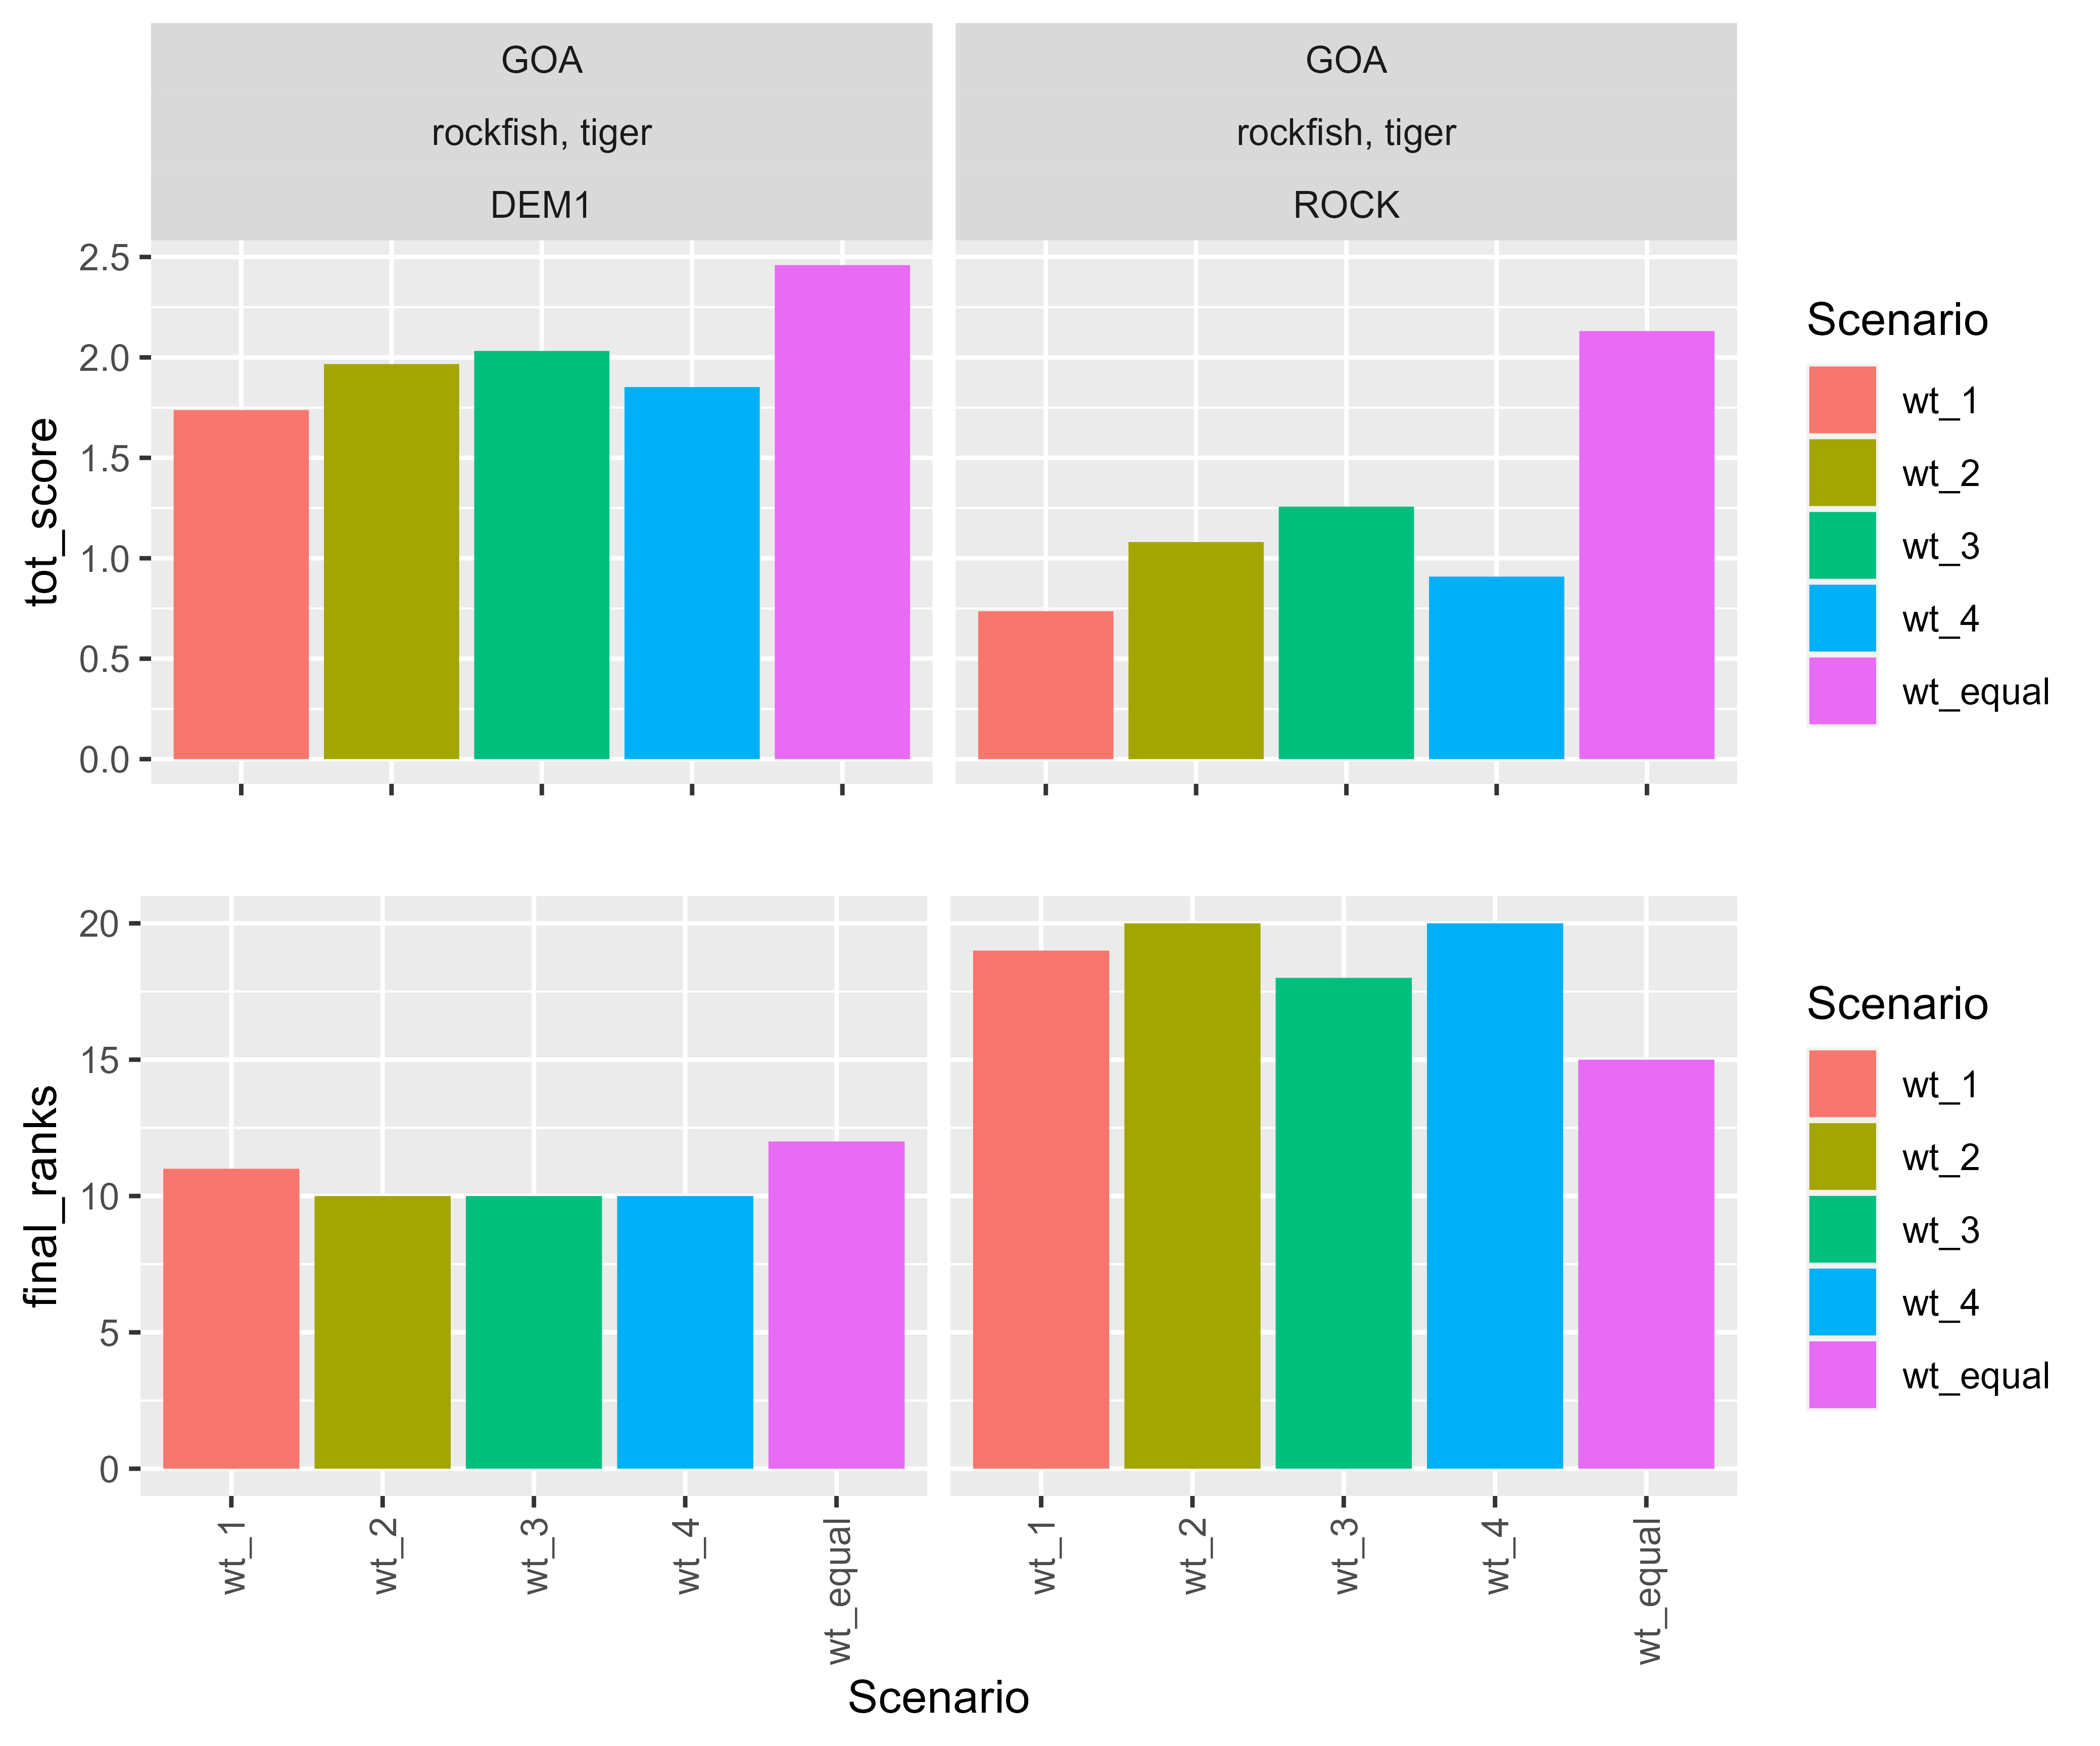 GOA
rockfish, tiger
DEM1
GOA
rockfish, tiger
ROCK
tot_score
2.5
2.0
1.5
1.0
0.5
0.0
Scenario
wt_1
wt_2
wt_3
wt_4
wt_equal
final_ranks
20
15
10
5
0
wt_1
wt_2
wt_3
wt_4
wt_equal
wt_1
wt_2
wt_3
wt_4
wt_equal
Scenario
Scenario
wt_1
wt_2
wt_3
wt_4
wt_equal